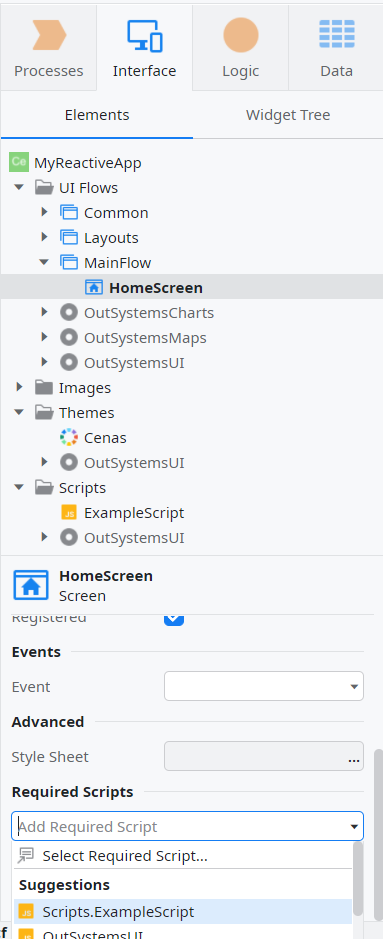 Processes
Interface
Logic
Data
Elements
Widget Tree
Ce MyReactiveApp
UI Flows
Common
Layouts
MainFlow
HomeScreen
OutSystemsCharts
OutSystemsMaps
OutSystemsUI
Images
Themes
Cenas
OutSystemsUI
Scripts
JS ExampleScript
OutSystemsUI
HomeScreen
Screen
Registered
Events
Event
Advanced
Style Sheet
...
Required Scripts
Add Required Script
Select Required Script...
Suggestions
JS Scripts.ExampleScript
JS OutSystemsUI